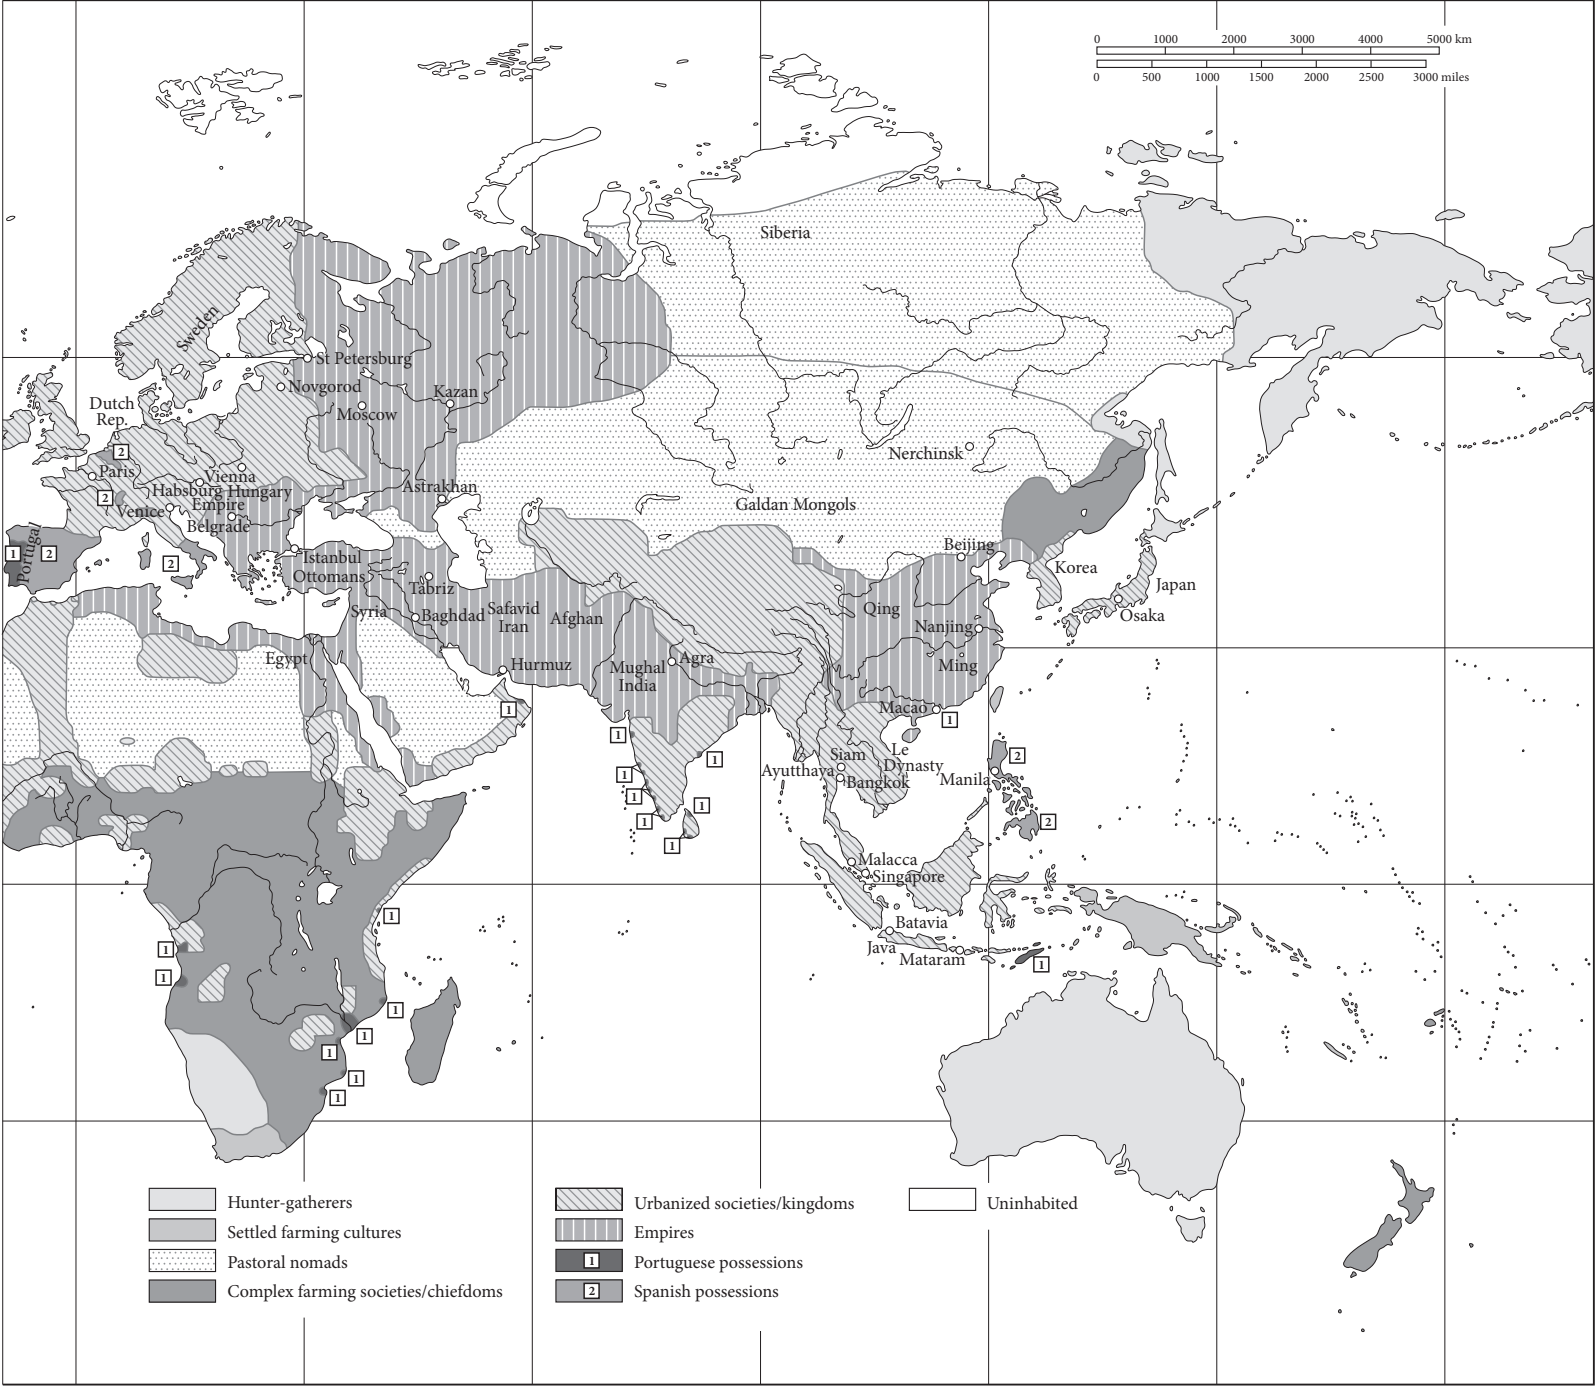 0 1000 2000 3000 4000 5000 km
0 500 1000 1500 2000 2500 3000 miles
Siberia
Sweden
St Petersburg
Novgorod
Kazan
Moscow
Dutch
Rep.
2
Paris
Vienna
Nerchinsk
2
Habsburg Hungary
Empire
Astrakhan
Galdan Mongols
Venice
Belgrade
Portugal
1
2
2
Istanbul
Ottomans
Beijing
Korea
Japan
Tabriz
Syria
Baghdad
Safavid
Iran
Afghan
Qing
Osaka
Nanjing
Egypt
Hurmuz
Mughal
India
Agra
Ming
1
Macao
1
1
1
1
1
1
1
1
Siam
Le
Dynasty
2
Ayutthaya
Bangkok
Manila
2
Malacca
Singapore
1
Batavia
1
Java
Mataram
1
1
1
1
1
1
1
Hunter-gatherers
Settled farming cultures
Pastoral nomads
Complex farming societies/chiefdoms
Urbanized societies/kingdoms
Empires
1 Portuguese possessions
2 Spanish possessions
Uninhabited